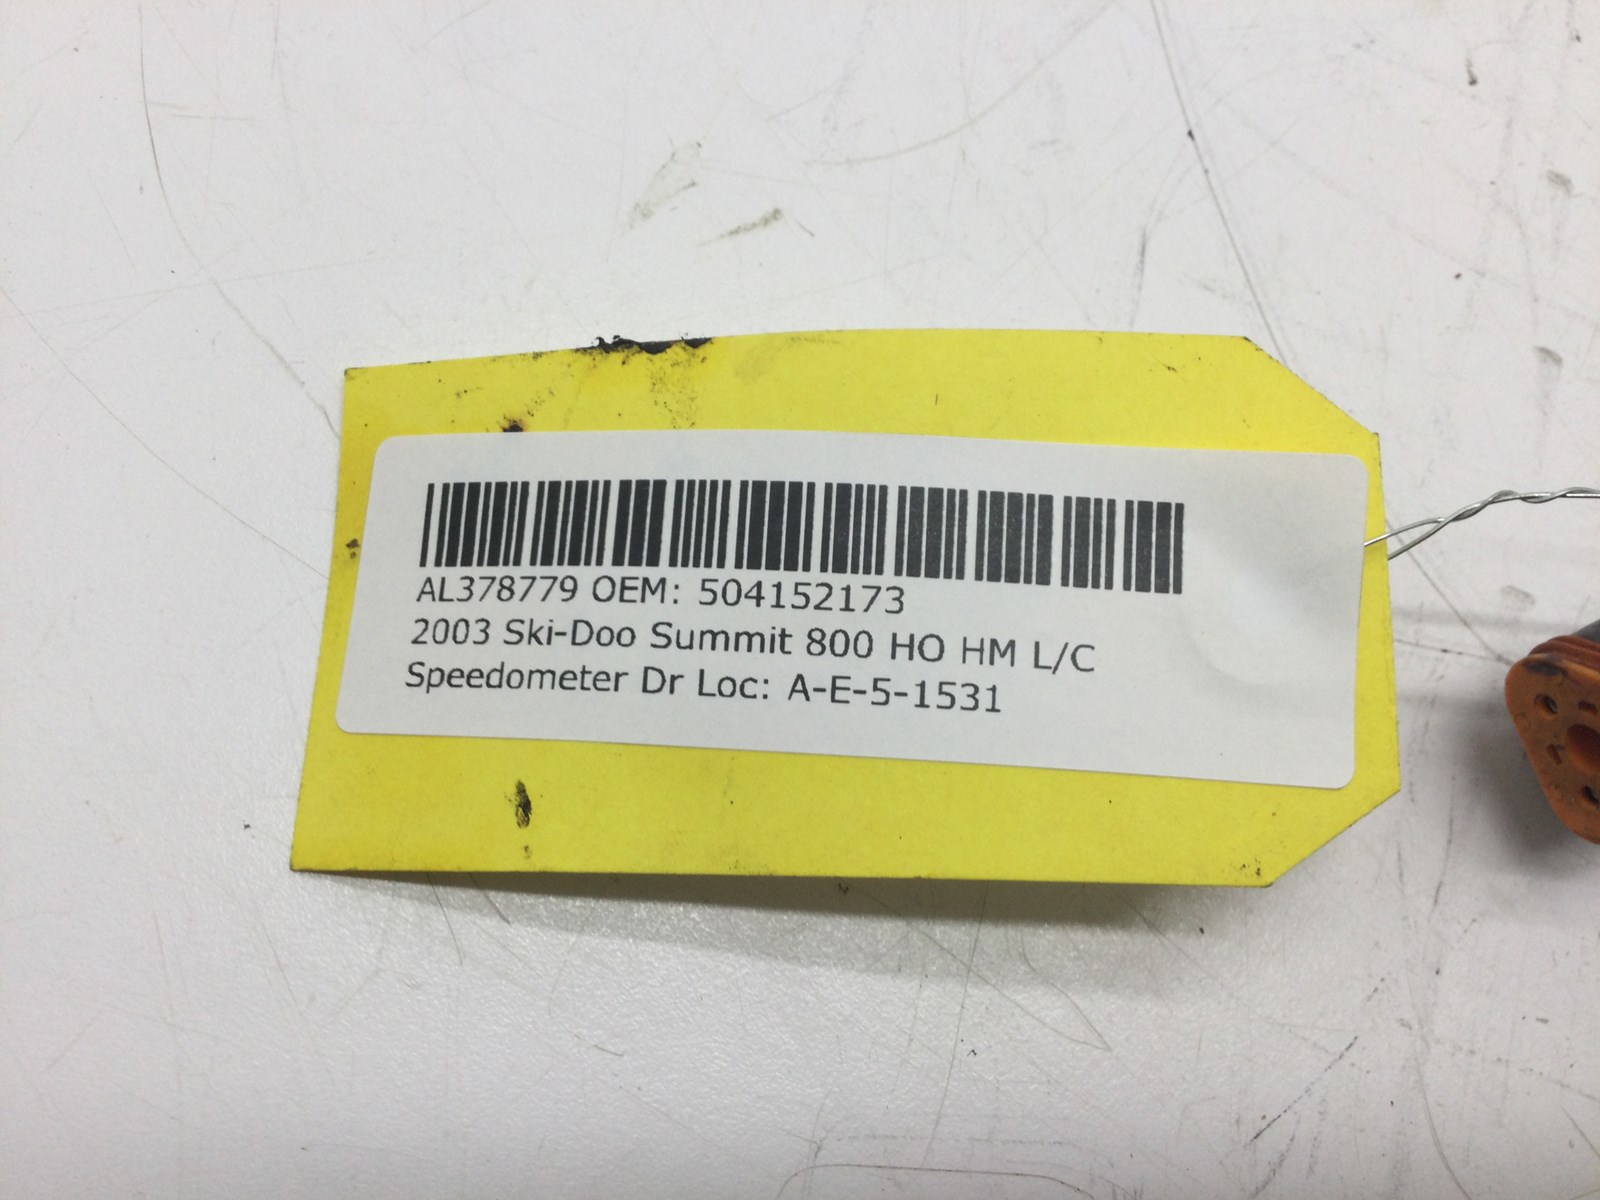 AL378779 OEM: 504152173
2003 Ski-Doo Summit 800 HO HM L/C
Speedometer Dr Loc: A-E-5-1531